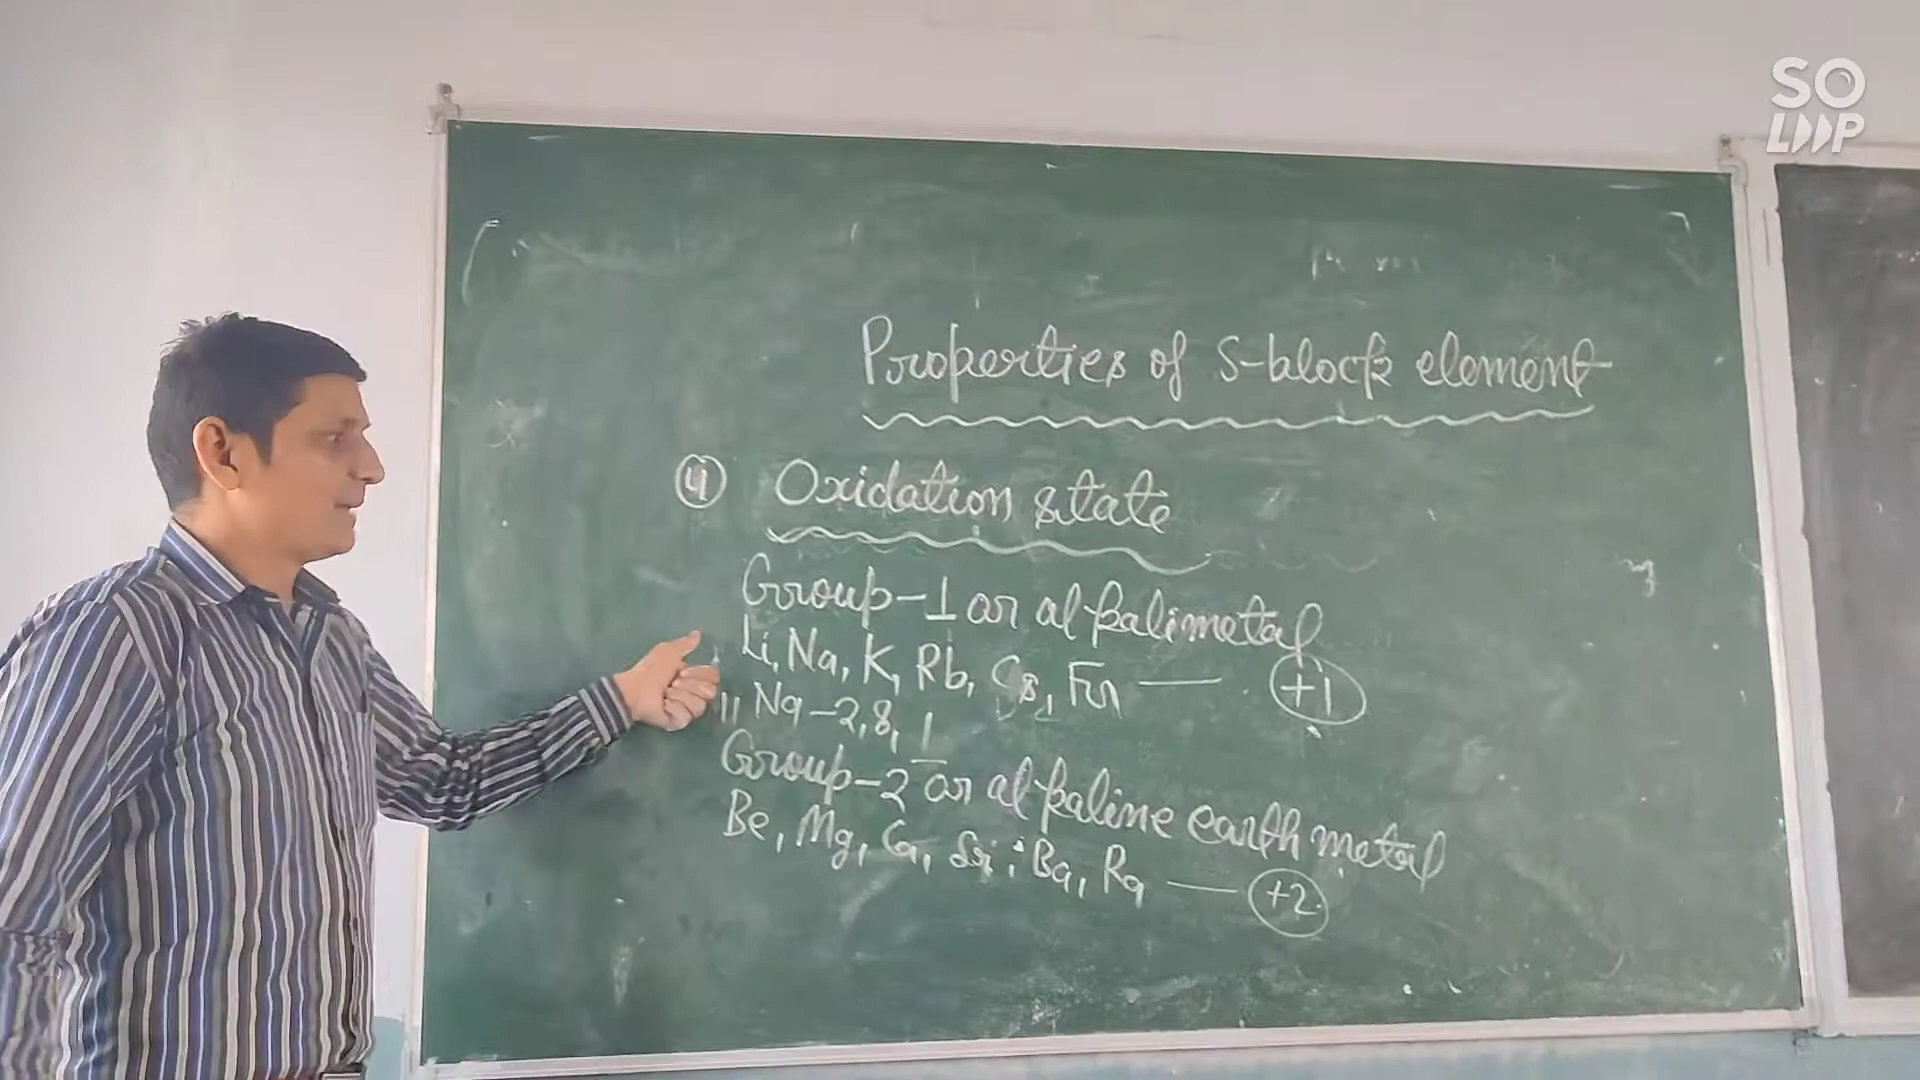 SO
LOOP
Properties of S-block element
④ Oxidation state
Group-1 or alkalimetal
Li, Na, K, Rb, Cs, Fr — +1
11 Na-2,8,1
Group-2 or alkaline earth metal
Be, Mg, Ca, Sr, Ba, Ra — +2